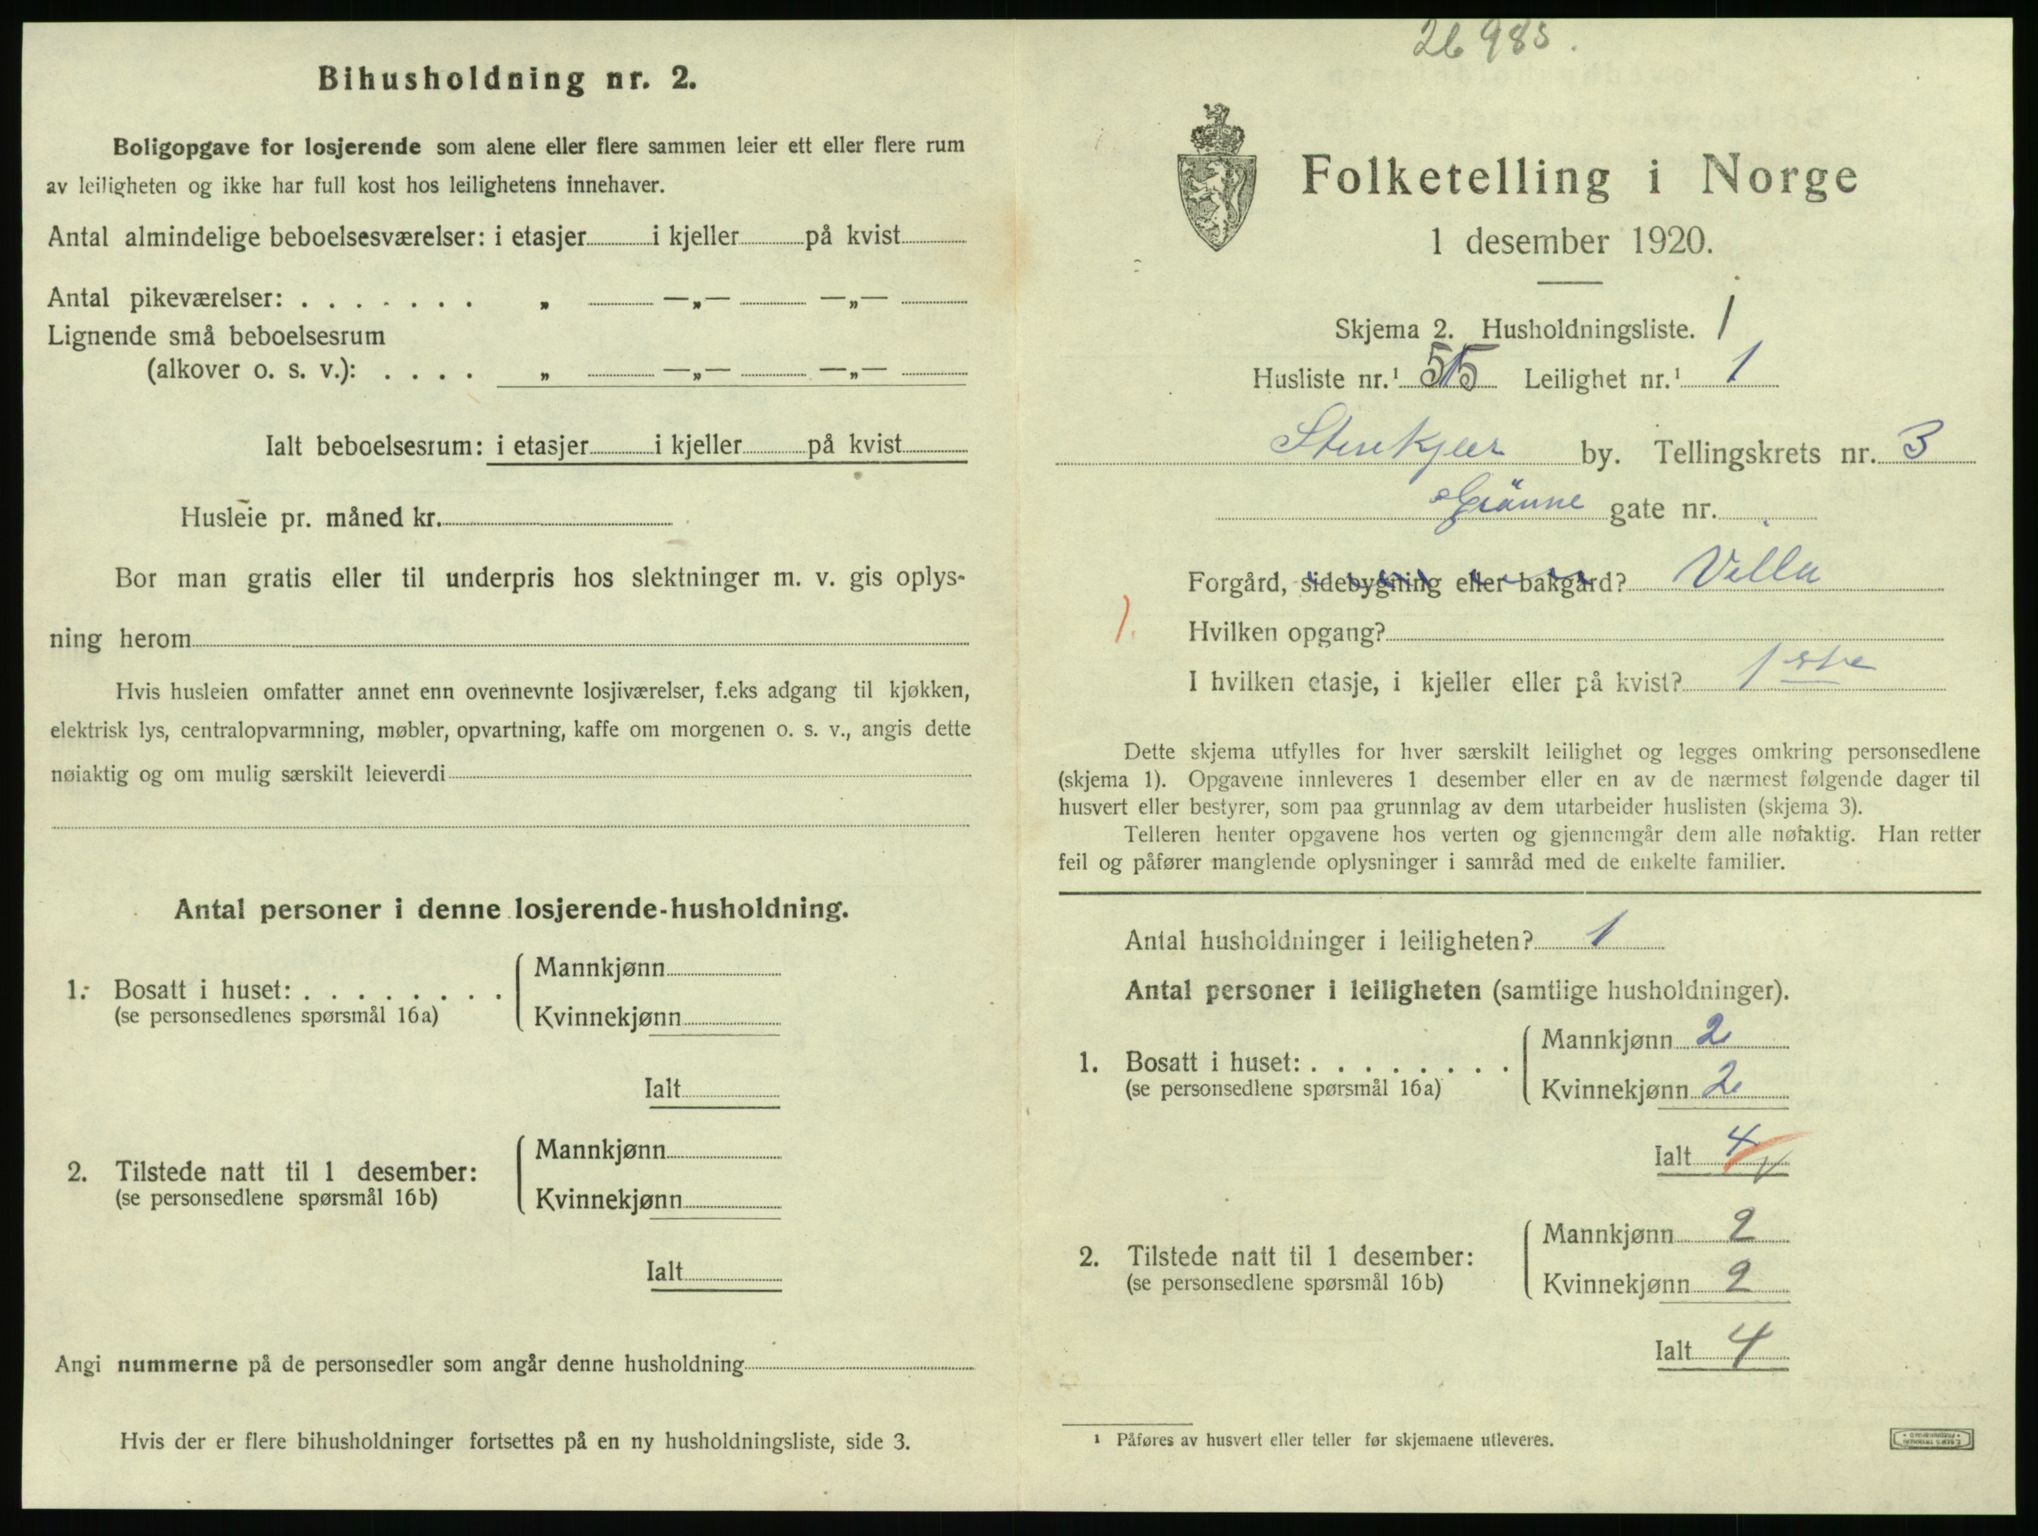 Bihusholdning nr. 2.
Boligopgave for losjerende som alene eller flere sammen leier ett eller flere rum
av leiligheten og ikke har full kost hos leilighetens innehaver.
Antal almindelige beboelsesværelser: i etasjer i kjeller på kvist
Antal pikeværelser: . . . . . . . „ —„— —„—
Lignende små beboelsesrum
(alkover o. s. v.): . . . . „ —„— —„—
Ialt beboelsesrum: i etasjer i kjeller på kvist
Husleie pr. måned kr.
Bor man gratis eller til underpris hos slektninger m. v. gis oplys-
ning herom
Hvis husleien omfatter annet enn ovennevnte losjiværelser, f.eks adgang til kjøkken,
elektrisk lys, centralopvarmning, møbler, opvartning, kaffe om morgenen o. s. v., angis dette
nøiaktig og om mulig særskilt leieverdi
Antal personer i denne losjerende-husholdning.
1. Bosatt i huset: . . . . . . . .
(se personsedlenes spørsmål 16a)
Mannkjønn
Kvinnekjønn
Ialt
2. Tilstede natt til 1 desember:
(se personsedlene spørsmål 16b)
Mannkjønn
Kvinnekjønn
Ialt
Angi nummerne på de personsedler som angår denne husholdning
Hvis der er flere bihusholdninger fortsettes på en ny husholdningsliste, side 3.
26985.
Folketelling i Norge
1 desember 1920.
Skjema 2. Husholdningsliste. 1
Husliste nr.¹ Leilighet nr.¹ 1
Stenkjær by. Tellingskrets nr. 3
Grönne gate nr.
Forgård, sidebygning eller bakgård? Villa
1.
Hvilken opgang?
I hvilken etasje, i kjeller eller på kvist? 1ste
Dette skjema utfylles for hver særskilt leilighet og legges omkring personsedlene
(skjema 1). Opgavene innleveres 1 desember eller en av de nærmest følgende dager til
husvert eller bestyrer, som paa grunnlag av dem utarbeider huslisten (skjema 3).
Telleren henter opgavene hos verten og gjennemgår dem alle nøiaktig. Han retter
feil og påfører manglende oplysninger i samråd med de enkelte familier.
Antal husholdninger i leiligheten? 1
Antal personer i leiligheten (samtlige husholdninger).
1. Bosatt i huset: . . . . . . . .
(se personsedlene spørsmål 16a)
Mannkjønn 2
Kvinnekjønn 2
Ialt 4
2. Tilstede natt til 1 desember:
(se personsedlene spørsmål 16b)
Mannkjønn 2
Kvinnekjønn 2
Ialt 4
¹ Påføres av husvert eller teller før skjemaene utleveres.